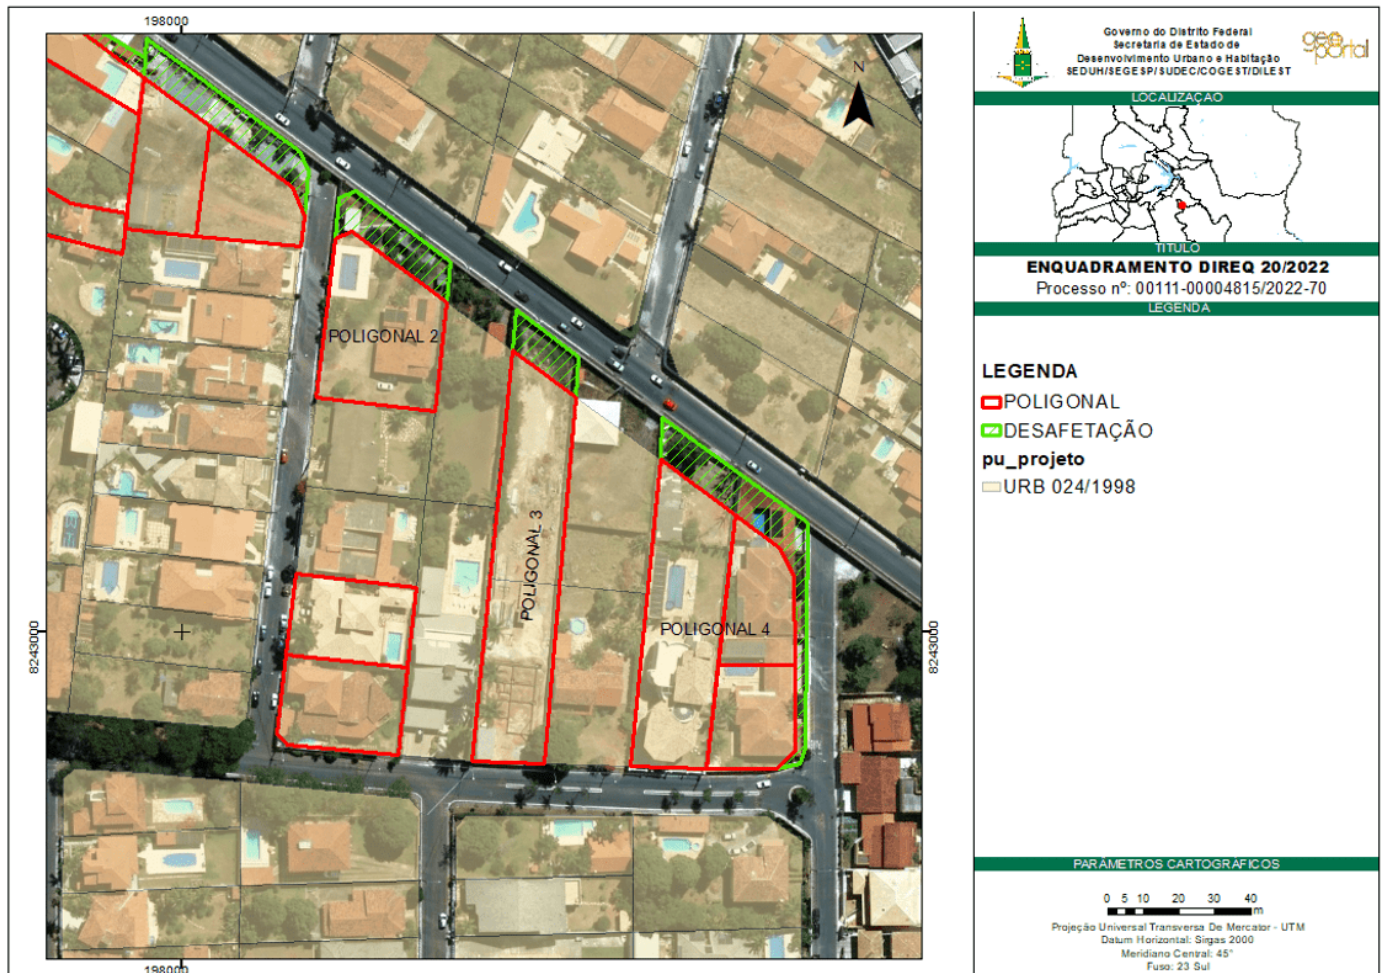 198000
Governo do Distrito Federal
Secretaria de Estado de
Desenvolvimento Urbano e Habitação
SEDUH/SEGESP/SUDEC/COGEST/DILEST
geo
portal
LOCALIZAÇÃO
N
TITULO
ENQUADRAMENTO DIREQ 20/2022
Processo nº: 00111-00004815/2022-70
LEGENDA
POLIGONAL 2
LEGENDA
POLIGONAL
DESAFETAÇÃO
pu_projeto
URB 024/1998
POLIGONAL 3
POLIGONAL 4
8243000
8243000
PARÂMETROS CARTOGRÁFICOS
0 5 10 20 30 40
m
Projeção Universal Transversa De Mercator - UTM
Datum Horizontal: Sirgas 2000
Meridiano Central: 45°
Fuso: 23 Sul
198000